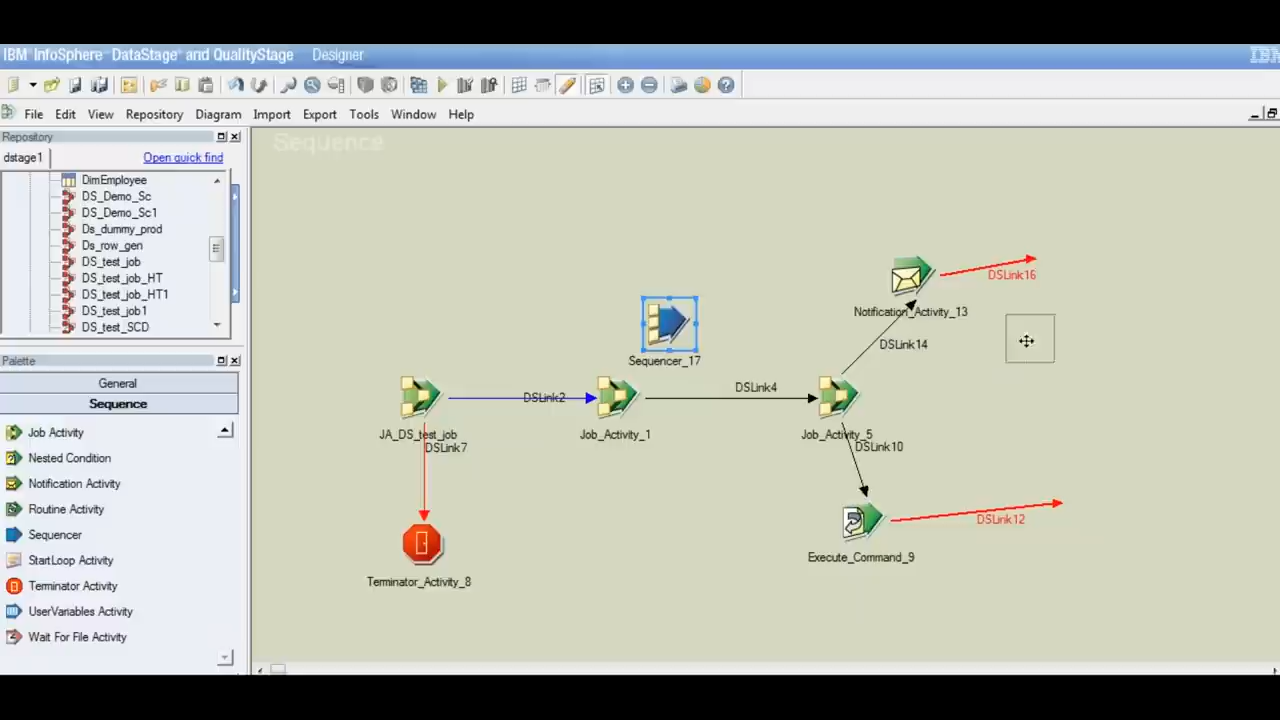 IBM InfoSphere DataStage and QualityStage Designer
IBM
File Edit View Repository Diagram Import Export Tools Window Help
Repository
dstage1 Open quick find
DimEmployee
DS_Demo_Sc
DS_Demo_Sc1
Ds_dummy_prod
Ds_row_gen
DS_test_job
DS_test_job_HT
DS_test_job_HT1
DS_test_job1
DS_test_SCD
Palette
General
Sequence
Job Activity
Nested Condition
Notification Activity
Routine Activity
Sequencer
StartLoop Activity
Terminator Activity
UserVariables Activity
Wait For File Activity
Sequence
DSLink16
Notification_Activity_13
DSLink14
Sequencer_17
DSLink4
DSLink2
JA_DS_test_job
Job_Activity_1
Job_Activity_5
DSLink7
DSLink10
DSLink12
Execute_Command_9
Terminator_Activity_8